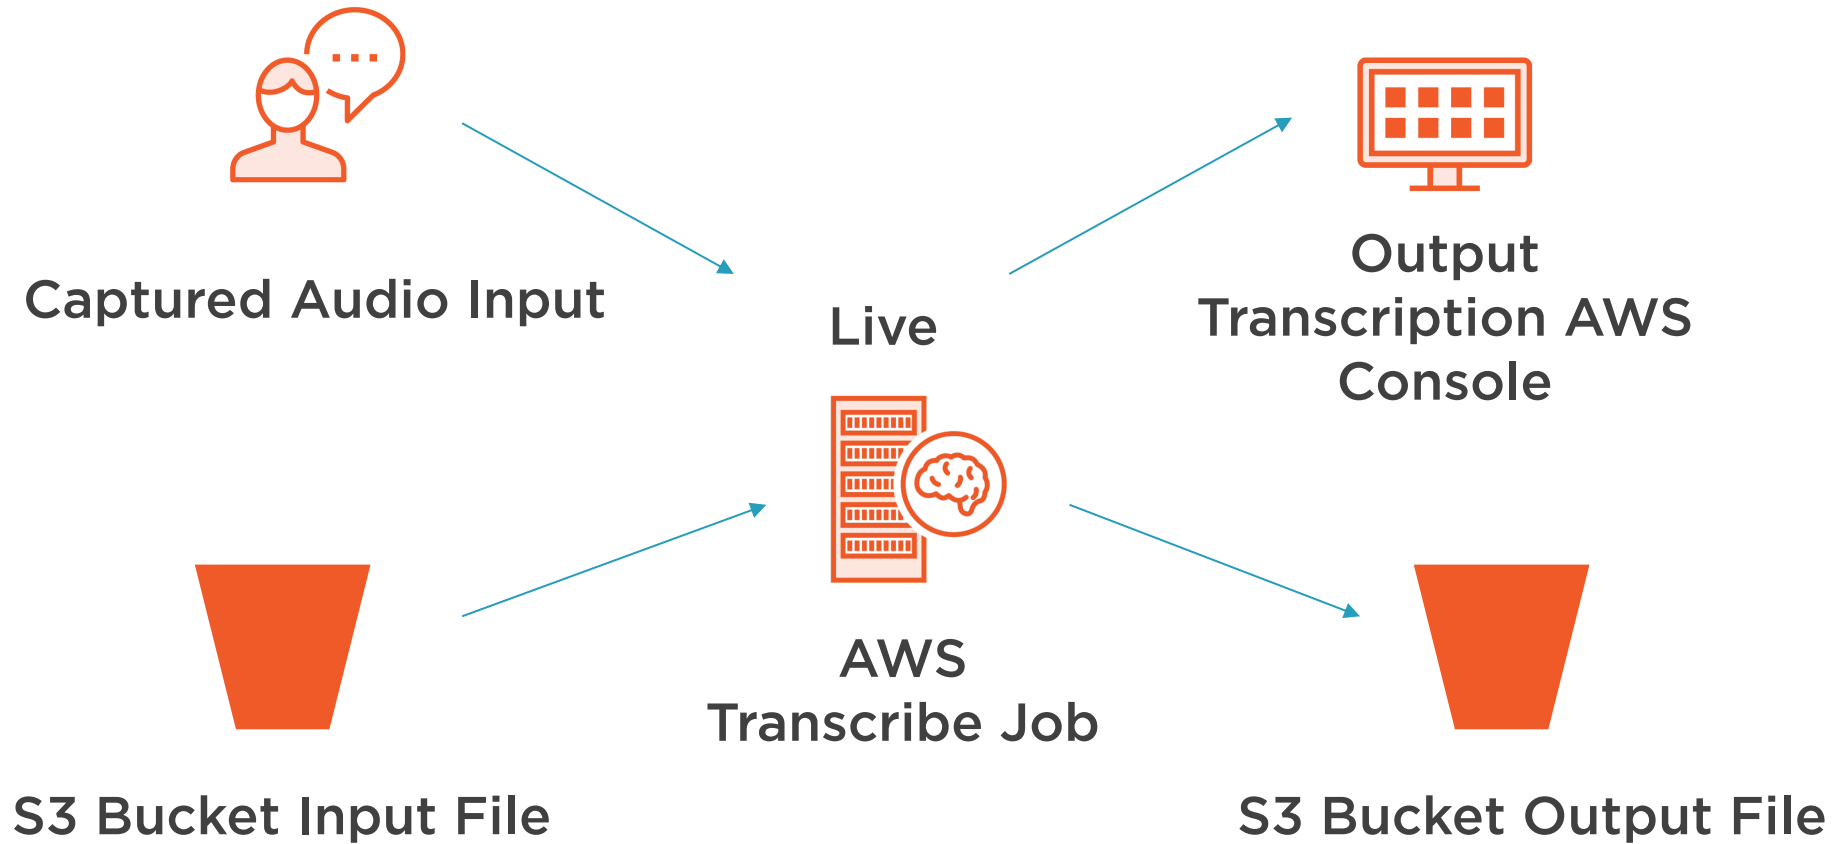 Captured Audio Input
Live
Output
Transcription AWS
Console
AWS
Transcribe Job
S3 Bucket Input File
S3 Bucket Output File